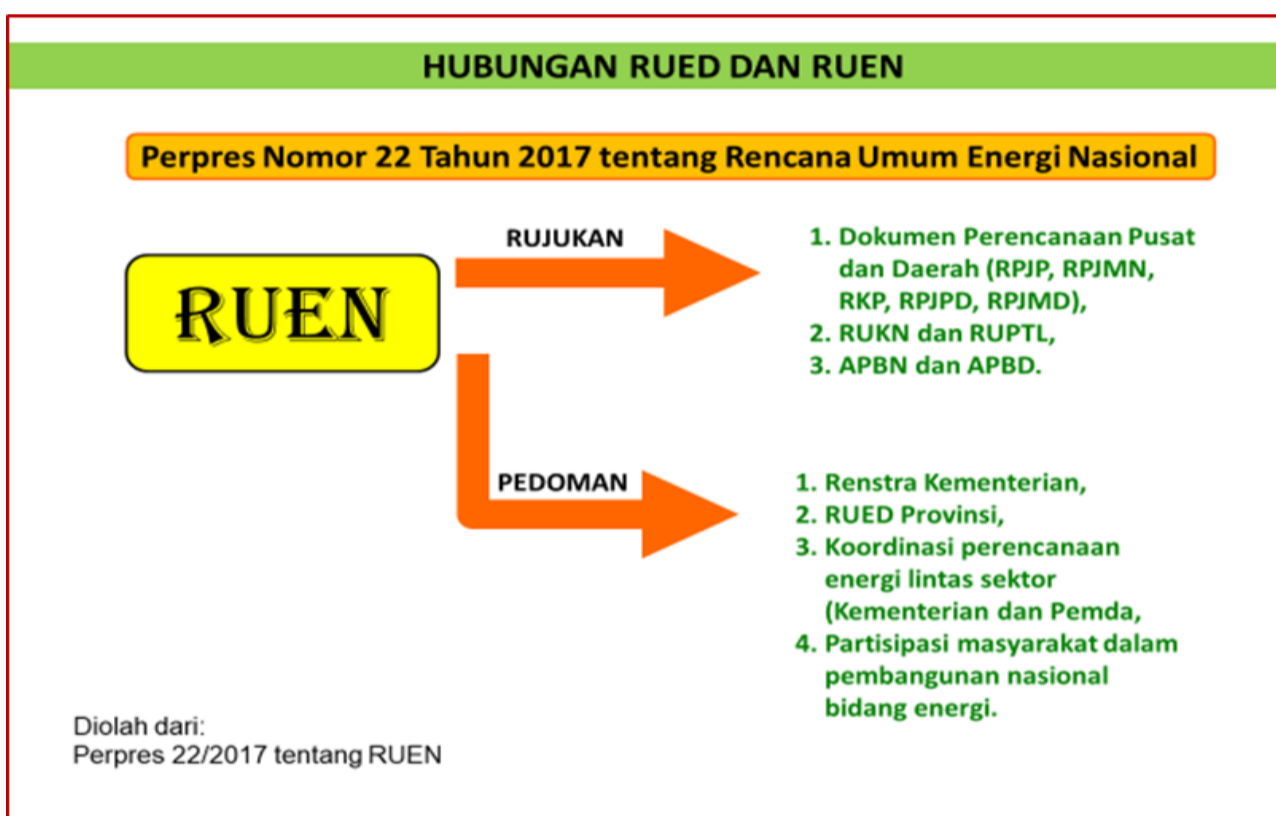 HUBUNGAN RUED DAN RUEN
Perpres Nomor 22 Tahun 2017 tentang Rencana Umum Energi Nasional
RUEN
RUJUKAN
1. Dokumen Perencanaan Pusat
dan Daerah (RPJP, RPJMN,
RKP, RPJPD, RPJMD),
2. RUKN dan RUPTL,
3. APBN dan APBD.
PEDOMAN
1. Renstra Kementerian,
2. RUED Provinsi,
3. Koordinasi perencanaan
energi lintas sektor
(Kementerian dan Pemda,
4. Partisipasi masyarakat dalam
pembangunan nasional
bidang energi.
Diolah dari:
Perpres 22/2017 tentang RUEN